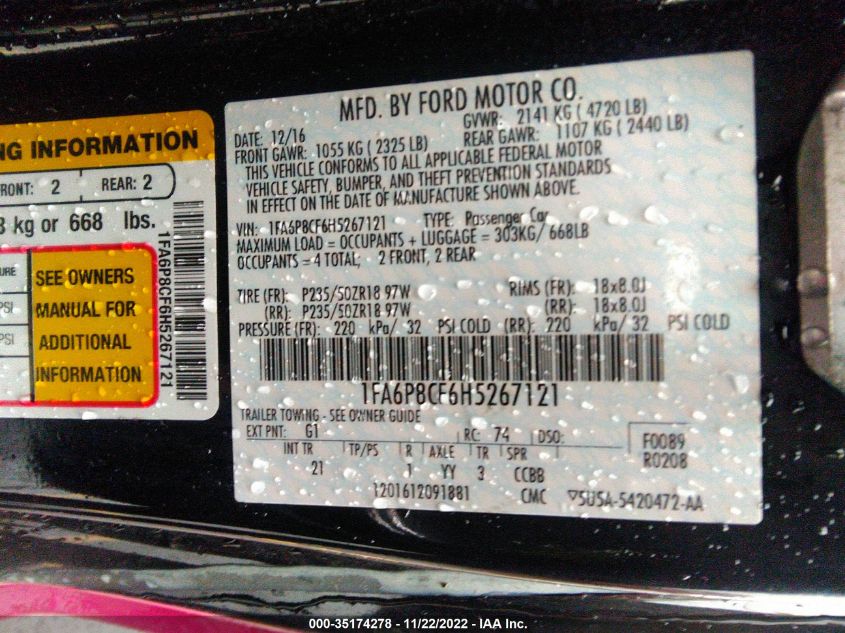 NG INFORMATION
FRONT: 2 REAR: 2
3 kg or 668 lbs.
SEE OWNERS
PSI MANUAL FOR
PSI ADDITIONAL
INFORMATION
1FA6P8CF6H5267121
MFD. BY FORD MOTOR CO.
DATE: 12/16 GVWR: 2141 KG ( 4720 LB)
FRONT GAWR: 1055 KG ( 2325 LB) REAR GAWR: 1107 KG ( 2440 LB)
THIS VEHICLE CONFORMS TO ALL APPLICABLE FEDERAL MOTOR
VEHICLE SAFETY, BUMPER, AND THEFT PREVENTION STANDARDS
IN EFFECT ON THE DATE OF MANUFACTURE SHOWN ABOVE.
VIN: 1FA6P8CF6H5267121 TYPE: Passenger Car
MAXIMUM LOAD = OCCUPANTS + LUGGAGE = 303KG/ 668LB
OCCUPANTS = 4 TOTAL; 2 FRONT, 2 REAR
TIRE (FR): P235/50ZR18 97W RIMS (FR): 18x8.0J
(RR): P235/50ZR18 97W (RR): 18x8.0J
PRESSURE (FR): 220 kPa/ 32 PSI COLD (RR): 220 kPa/ 32 PSI COLD
1FA6P8CF6H5267121
TRAILER TOWING - SEE OWNER GUIDE
EXT PNT: G1 RC: 74 DSO: F0089
INT TR TP/PS R AXLE TR SPR R0208
21 1 YY 3 CCBB
1201612091881 CMC 5U5A-5420472-AA
000-35174278 - 11/22/2022 - IAA Inc.